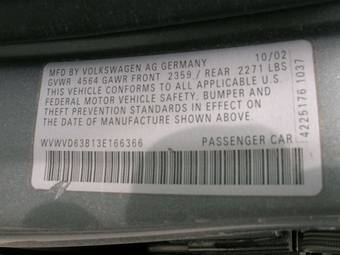 MFD BY VOLKSWAGEN AG GERMANY 10/02
GVWR 4564 GAWR FRONT 2359 / REAR 2271 LBS
THIS VEHICLE CONFORMS TO ALL APPLICABLE U.S.
FEDERAL MOTOR VEHICLE SAFETY, BUMPER AND
THEFT PREVENTION STANDARDS IN EFFECT ON
THE DATE OF MANUFACTURE SHOWN ABOVE.
WVWVD63B13E166366 PASSENGER CAR
4225176 1037